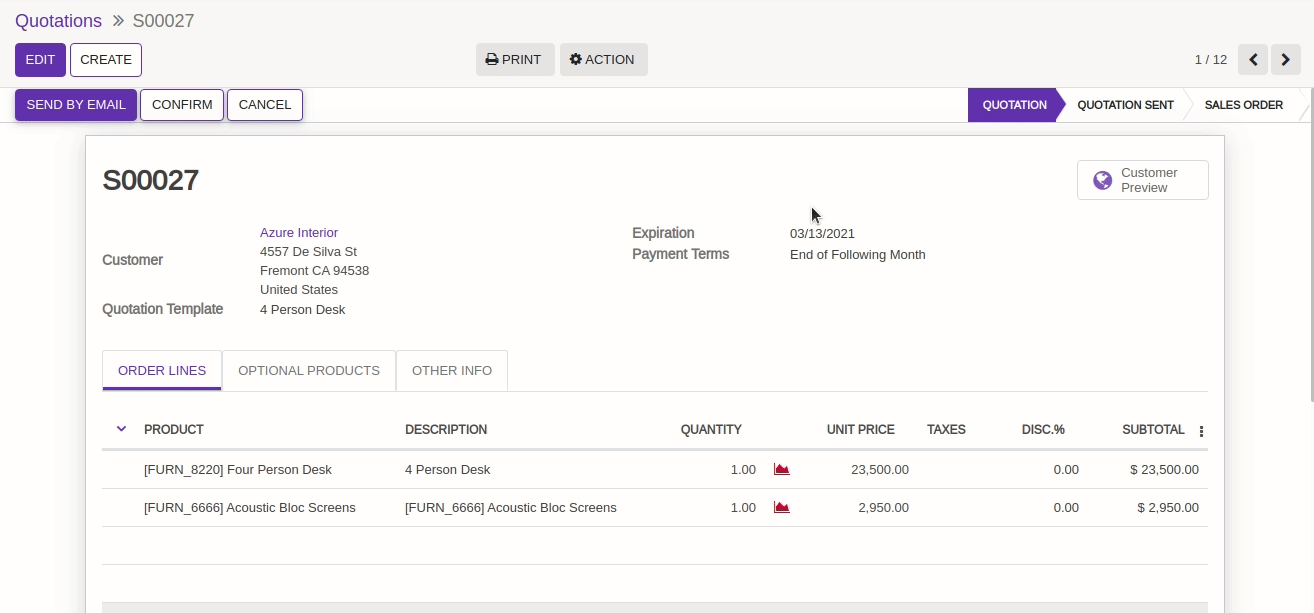 Quotations » S00027
EDIT CREATE PRINT ACTION 1 / 12
SEND BY EMAIL CONFIRM CANCEL QUOTATION QUOTATION SENT SALES ORDER
S00027
Customer Preview
Customer
Azure Interior
4557 De Silva St
Fremont CA 94538
United States
Quotation Template 4 Person Desk
Expiration 03/13/2021
Payment Terms End of Following Month
ORDER LINES OPTIONAL PRODUCTS OTHER INFO
PRODUCT DESCRIPTION QUANTITY UNIT PRICE TAXES DISC.% SUBTOTAL
[FURN_8220] Four Person Desk 4 Person Desk 1.00 23,500.00 0.00 $ 23,500.00
[FURN_6666] Acoustic Bloc Screens [FURN_6666] Acoustic Bloc Screens 1.00 2,950.00 0.00 $ 2,950.00